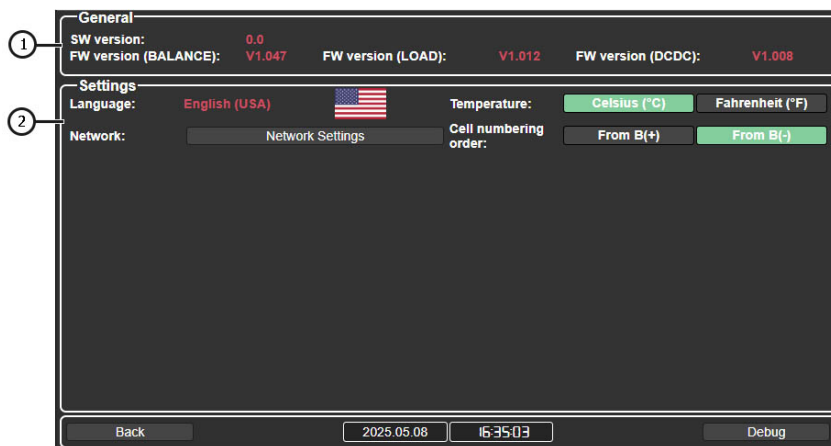 General
1
SW version: 0.0
FW version (BALANCE): V1.047 FW version (LOAD): V1.012 FW version (DCDC): V1.008
Settings
Language: English (USA) Temperature: Celsius (°C) Fahrenheit (°F)
2
Network: Network Settings Cell numbering order: From B(+) From B(-)
Back 2025.05.08 16:35:03 Debug